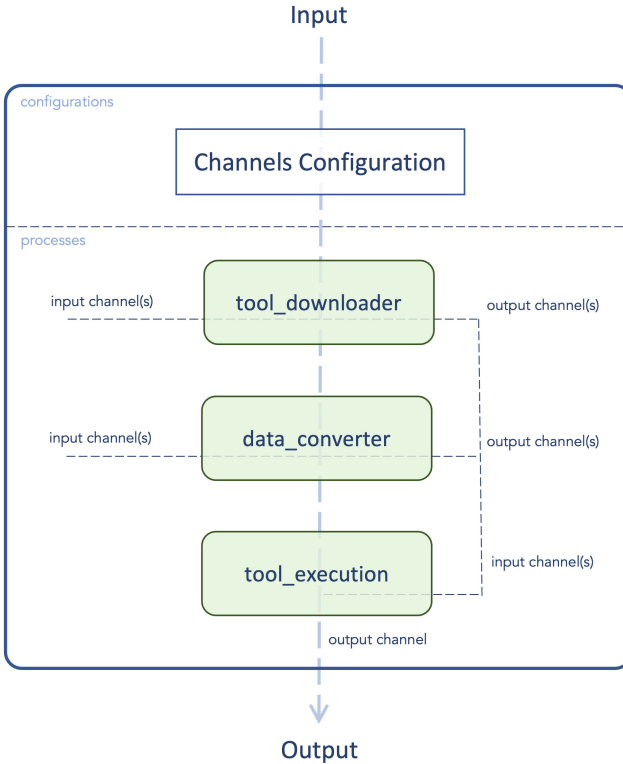 Input
configurations
Channels Configuration
processes
tool_downloader
input channel(s)
output channel(s)
data_converter
input channel(s)
output channel(s)
tool_execution
input channel(s)
output channel
Output